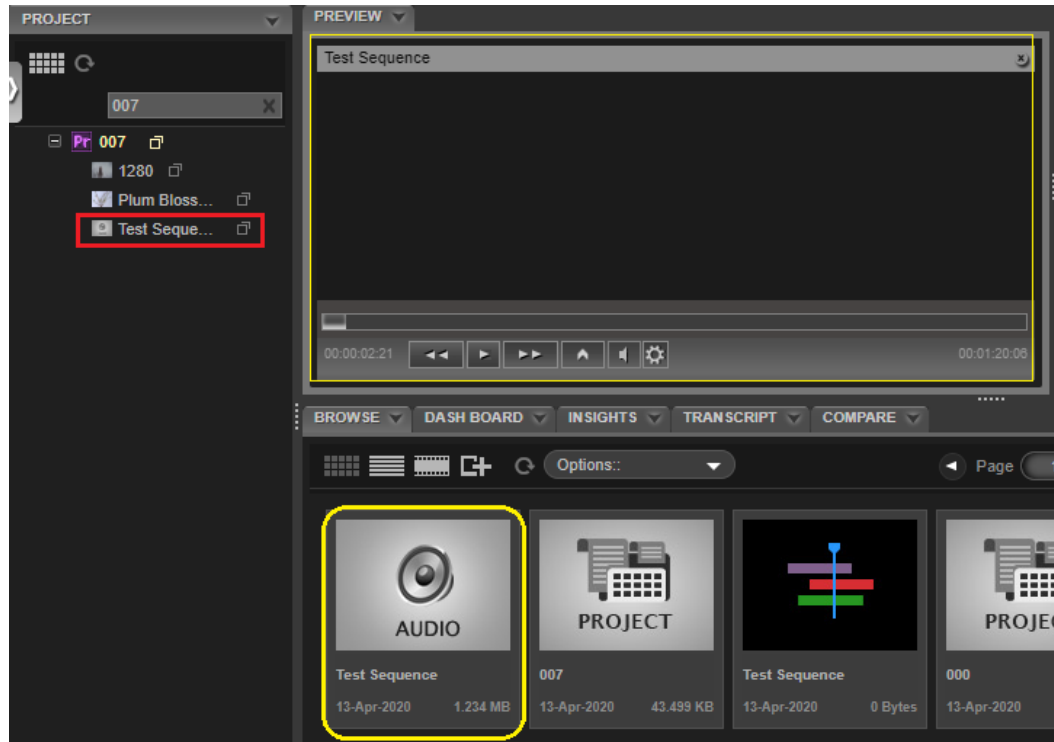 PROJECT
007
Pr 007
1280
Plum Bloss...
Test Seque...
PREVIEW
Test Sequence
00:00:02:21
00:01:20:06
BROWSE
DASH BOARD
INSIGHTS
TRANSCRIPT
COMPARE
Options::
Page
AUDIO
Test Sequence
13-Apr-2020 1.234 MB
PROJECT
007
13-Apr-2020 43.499 KB
Test Sequence
13-Apr-2020 0 Bytes
PROJE
000
13-Apr-2020